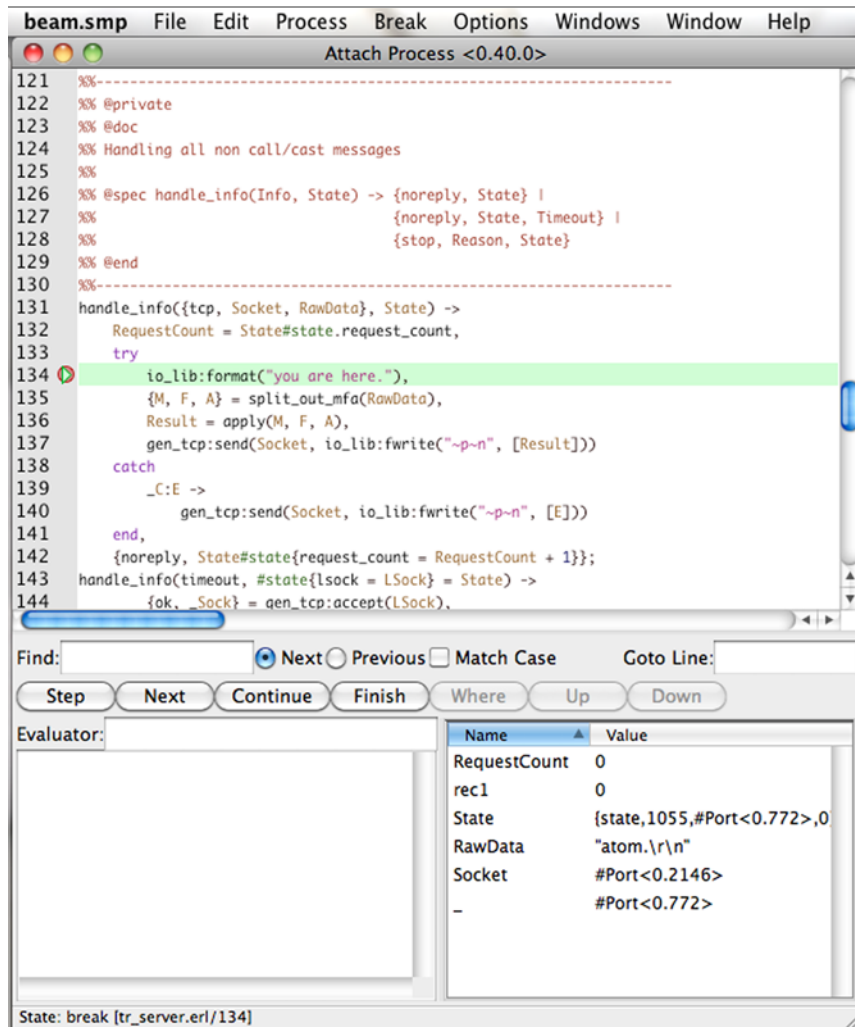 beam.smp File Edit Process Break Options Windows Window Help
Attach Process <0.40.0>
121 %%--------------------------------------------------------------------
122 %% @private
123 %% @doc
124 %% Handling all non call/cast messages
125 %%
126 %% @spec handle_info(Info, State) -> {noreply, State} |
127 %%                                   {noreply, State, Timeout} |
128 %%                                   {stop, Reason, State}
129 %% @end
130 %%--------------------------------------------------------------------
131 handle_info({tcp, Socket, RawData}, State) ->
132     RequestCount = State#state.request_count,
133     try
134         io_lib:format("you are here."),
135         {M, F, A} = split_out_mfa(RawData),
136         Result = apply(M, F, A),
137         gen_tcp:send(Socket, io_lib:fwrite("~p~n", [Result]))
138     catch
139         _C:E ->
140             gen_tcp:send(Socket, io_lib:fwrite("~p~n", [E]))
141     end,
142     {noreply, State#state{request_count = RequestCount + 1}};
143 handle_info(timeout, #state{lsock = LSock} = State) ->
144         {ok, _Sock} = gen_tcp:accept(LSock),
Find: Next Previous Match Case Goto Line:
Step Next Continue Finish Where Up Down
Evaluator:
Name Value
RequestCount 0
rec1 0
State {state,1055,#Port<0.772>,0
RawData "atom.\r\n"
Socket #Port<0.2146>
_ #Port<0.772>
State: break [tr_server.erl/134]